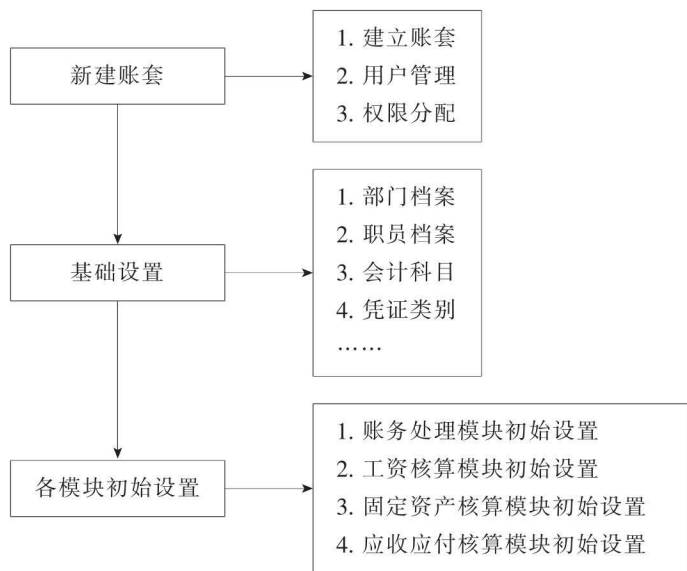 新建账套
1. 建立账套
2. 用户管理
3. 权限分配
基础设置
1. 部门档案
2. 职员档案
3. 会计科目
4. 凭证类别
……
各模块初始设置
1. 账务处理模块初始设置
2. 工资核算模块初始设置
3. 固定资产核算模块初始设置
4. 应收应付核算模块初始设置